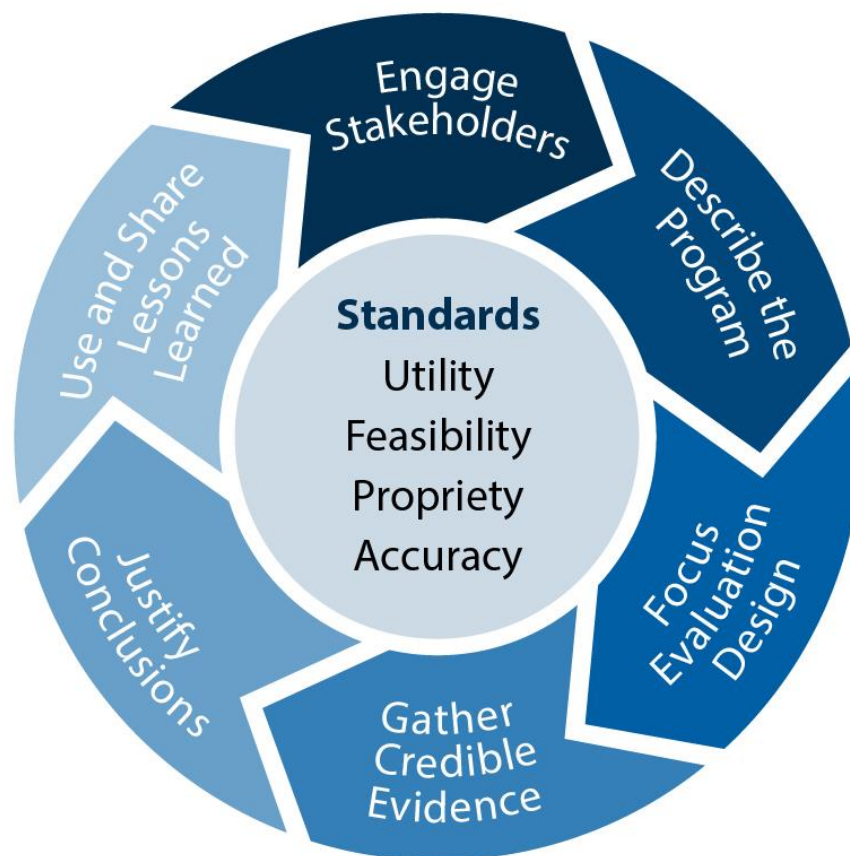 Engage
Stakeholders
Describe the
Program
Focus
Evaluation
Design
Gather
Credible
Evidence
Justify
Conclusions
Use and Share
Lessons
Learned
Standards
Utility
Feasibility
Propriety
Accuracy